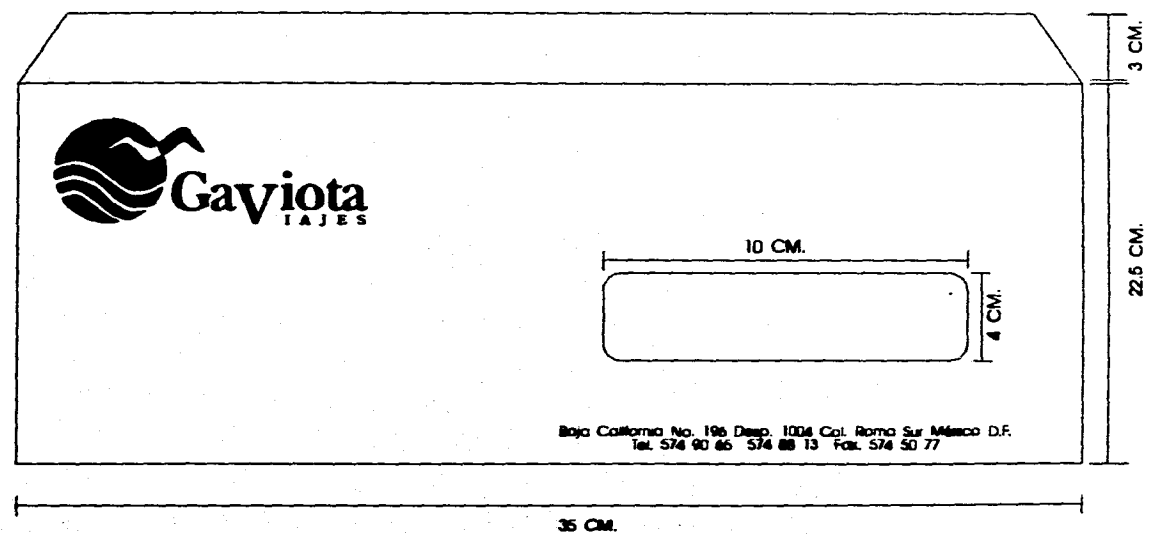 3 CM.
Gaviota
IAJES
10 CM.
22.5 CM.
4 CM.
Baja California No. 196 Desp. 1004 Col. Roma Sur México D.F.
Tel. 574 90 86 574 88 13 Fax. 574 50 77
35 CM.